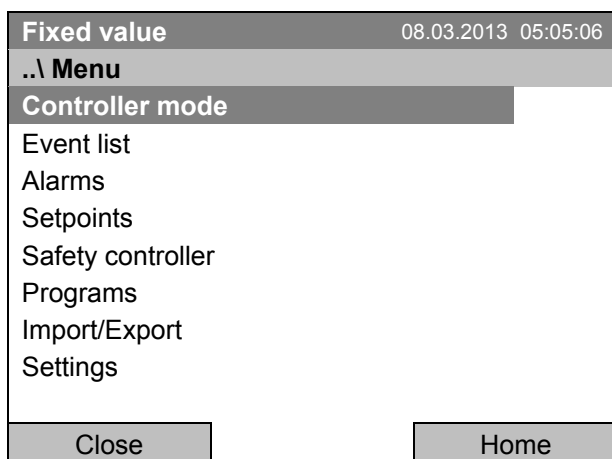 Fixed value 08.03.2013 05:05:06
..\ Menu
Controller mode
Event list
Alarms
Setpoints
Safety controller
Programs
Import/Export
Settings
Close Home